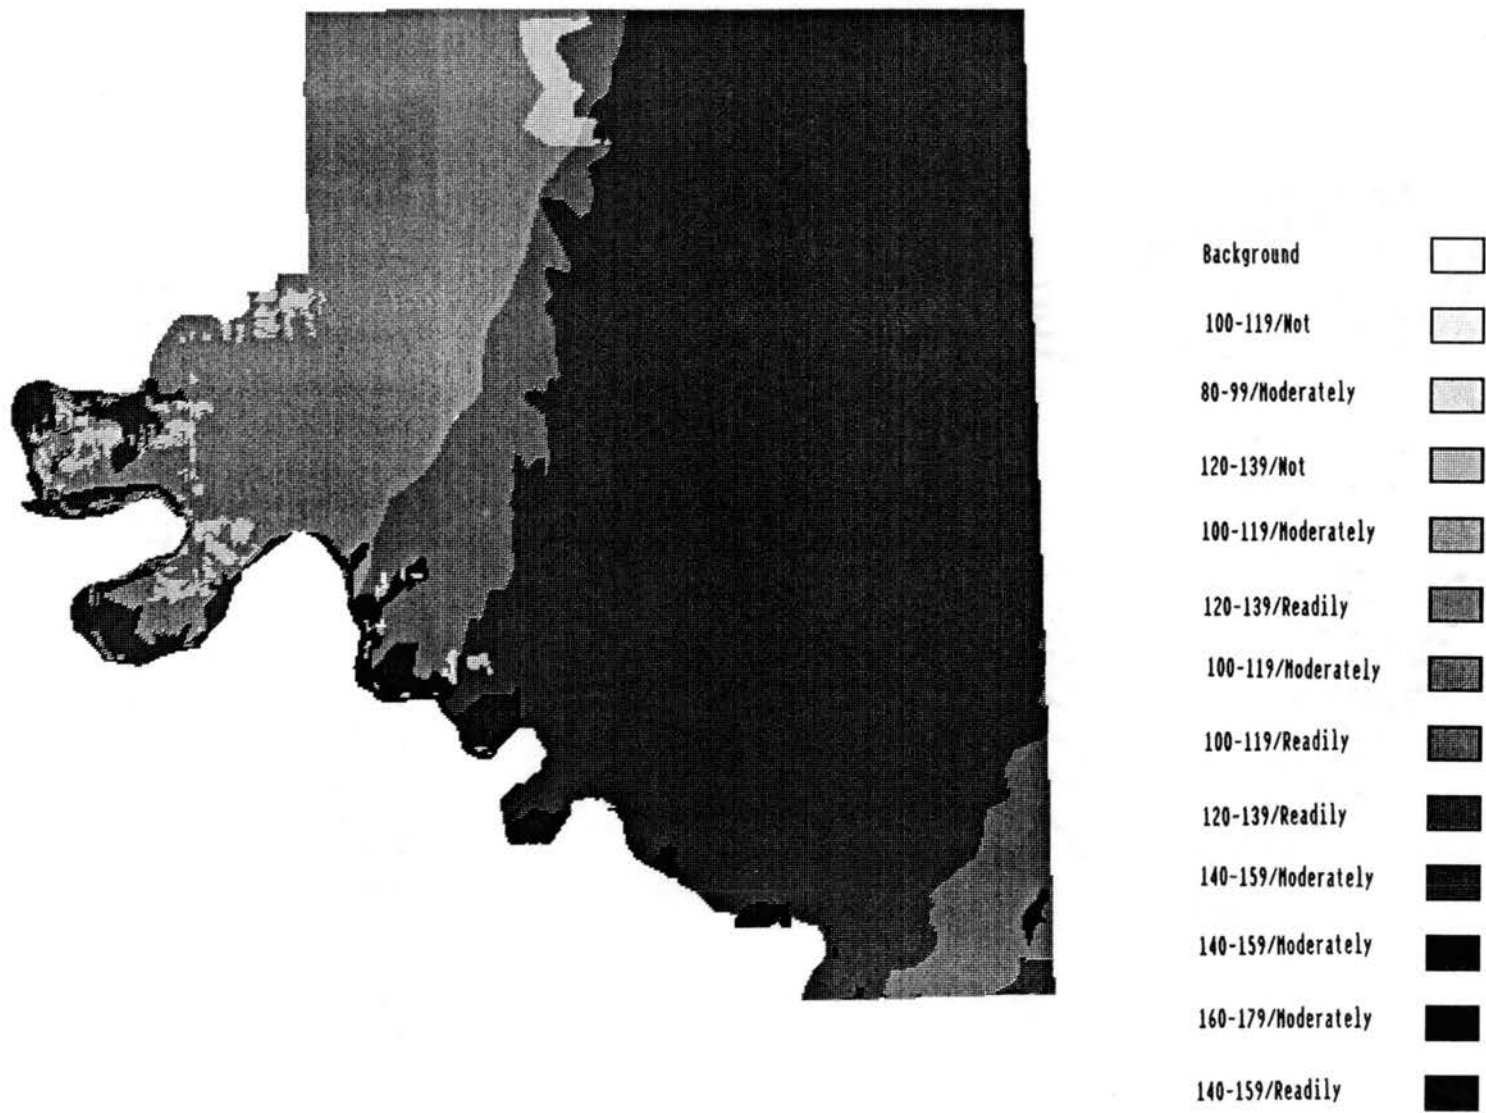 Background
100-119/Not
80-99/Moderately
120-139/Not
100-119/Moderately
120-139/Readily
100-119/Moderately
100-119/Readily
120-139/Readily
140-159/Moderately
140-159/Moderately
160-179/Moderately
140-159/Readily